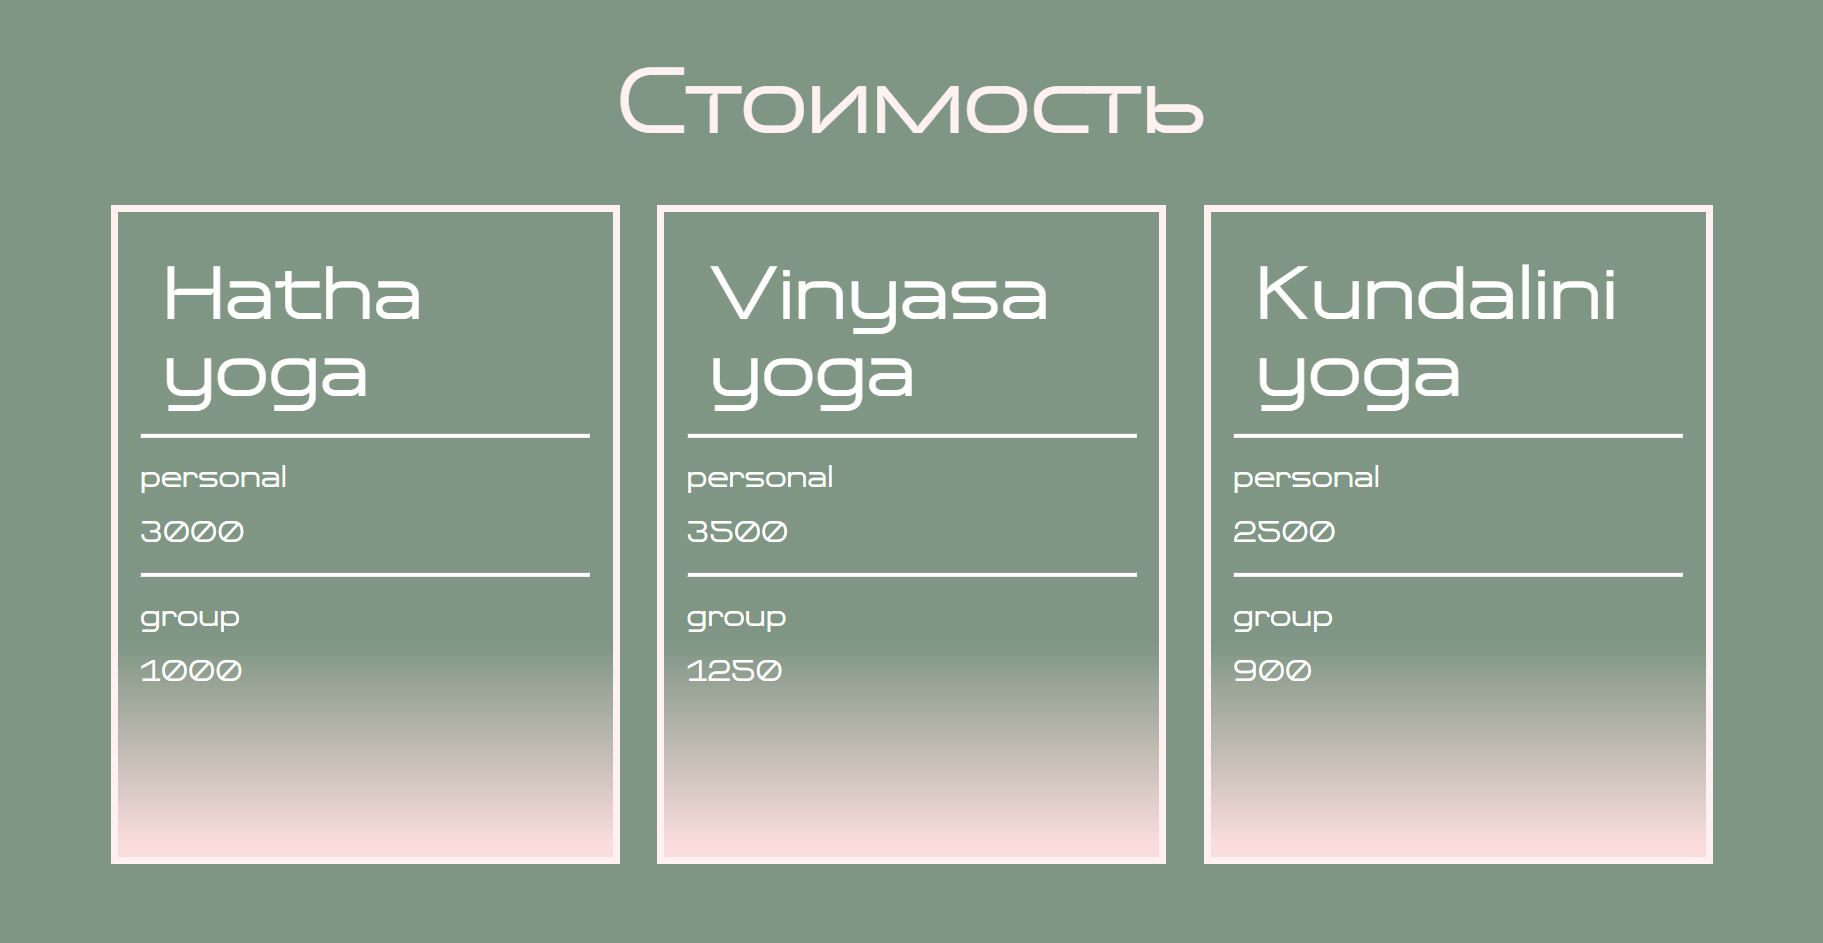 Стоимость
Hatha
yoga
personal
3000
group
1000
Vinyasa
yoga
personal
3500
group
1250
Kundalini
yoga
personal
2500
group
900